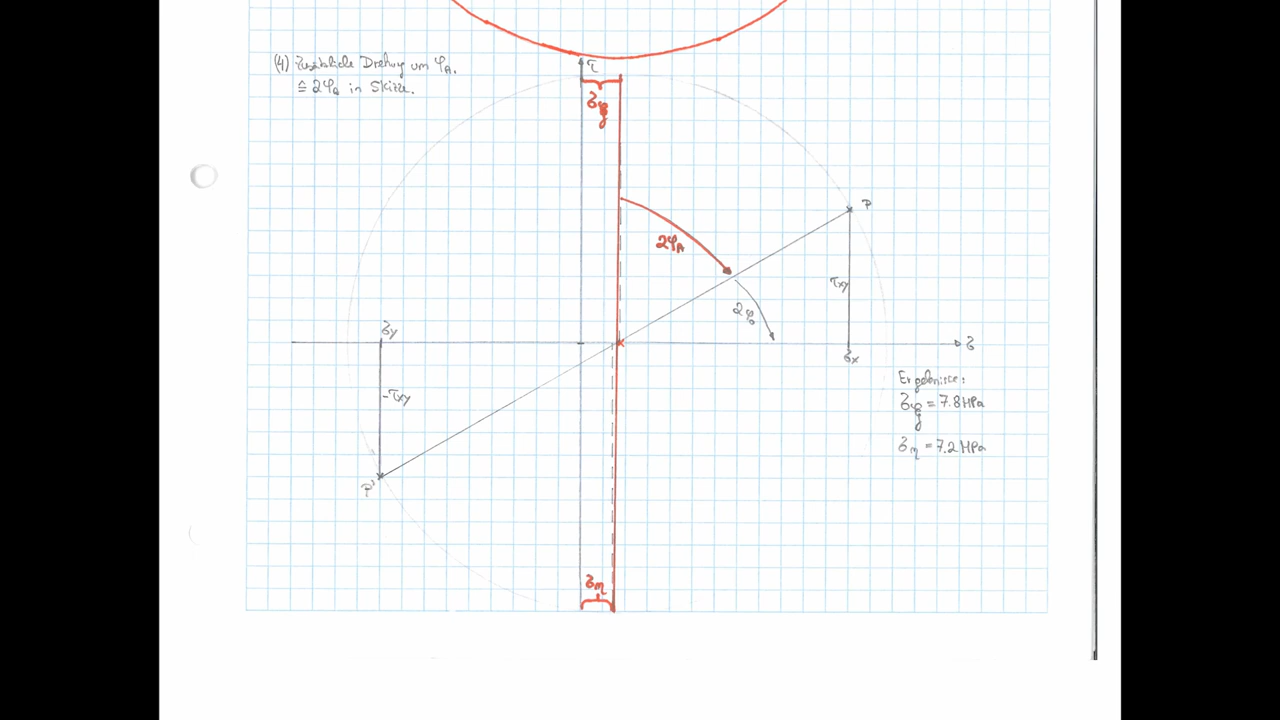 (4) Zusätzliche Drehung um φA.
≙ 2φA in Skizze.
τ
σξ
P
2φA
τxy
2φ0
σy
σ
σx
-τxy
Ergebnisse:
σξ = 7.8 MPa
ση = 7.2 MPa
P'
ση